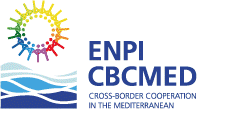 ENPI
CBCMED
CROSS-BORDER COOPERATION
IN THE MEDITERRANEAN